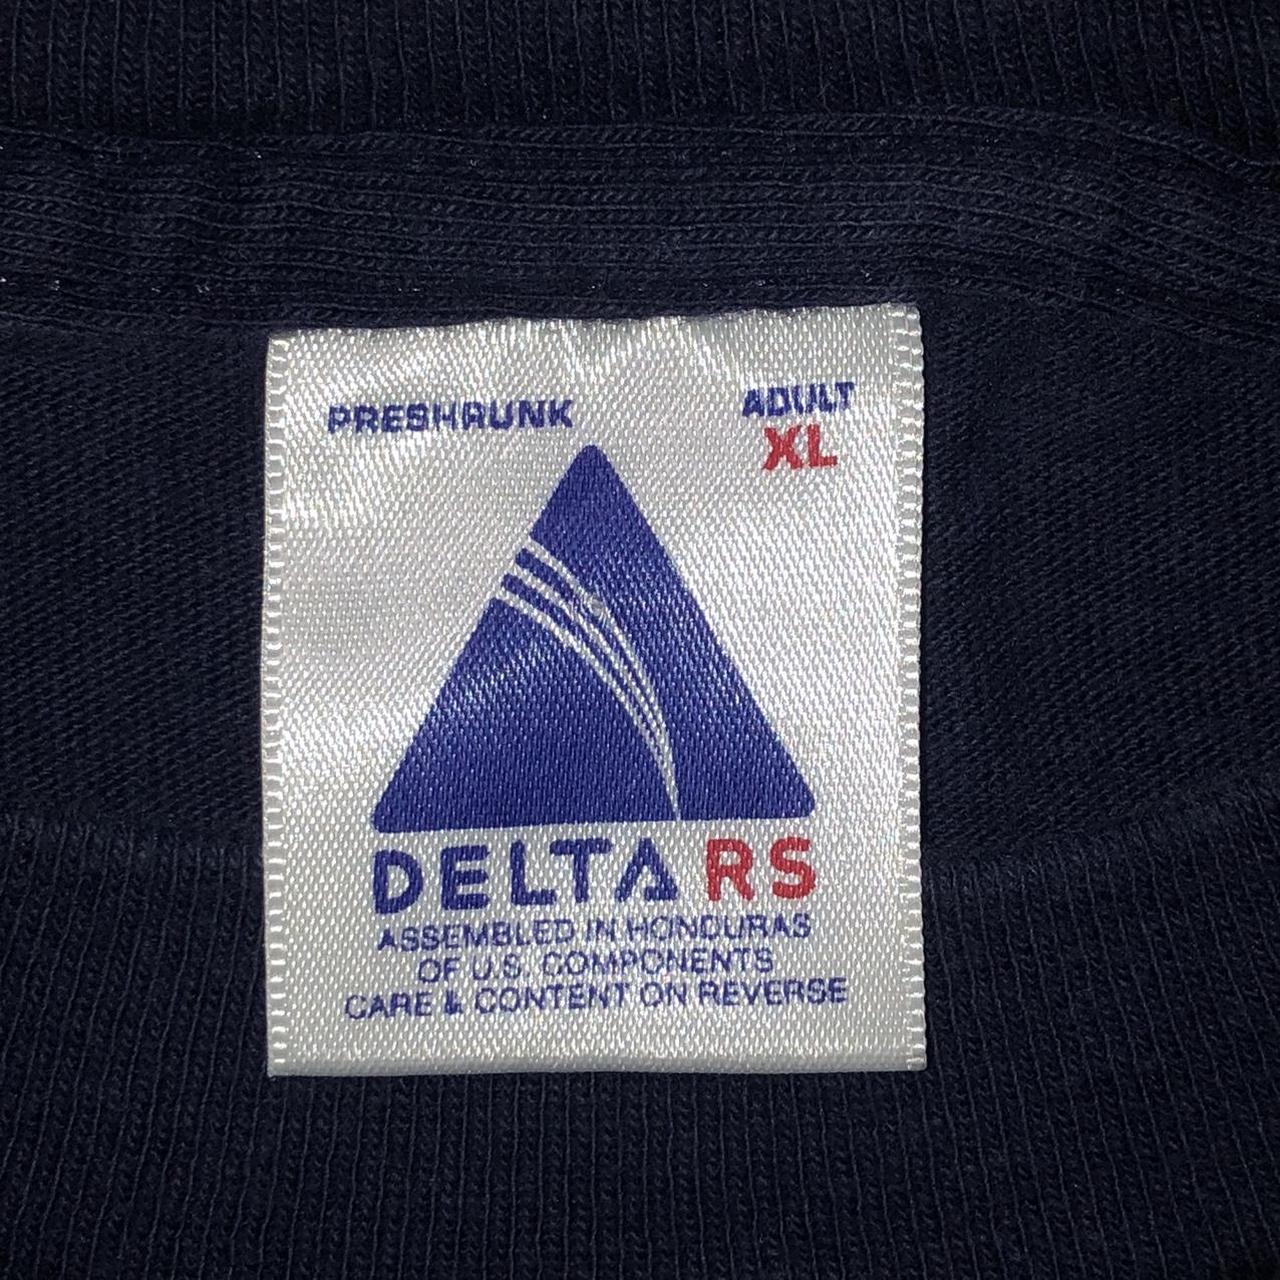 PRESHRUNK
ADULT
XL
DELTA RS
ASSEMBLED IN HONDURAS
OF U.S. COMPONENTS
CARE & CONTENT ON REVERSE